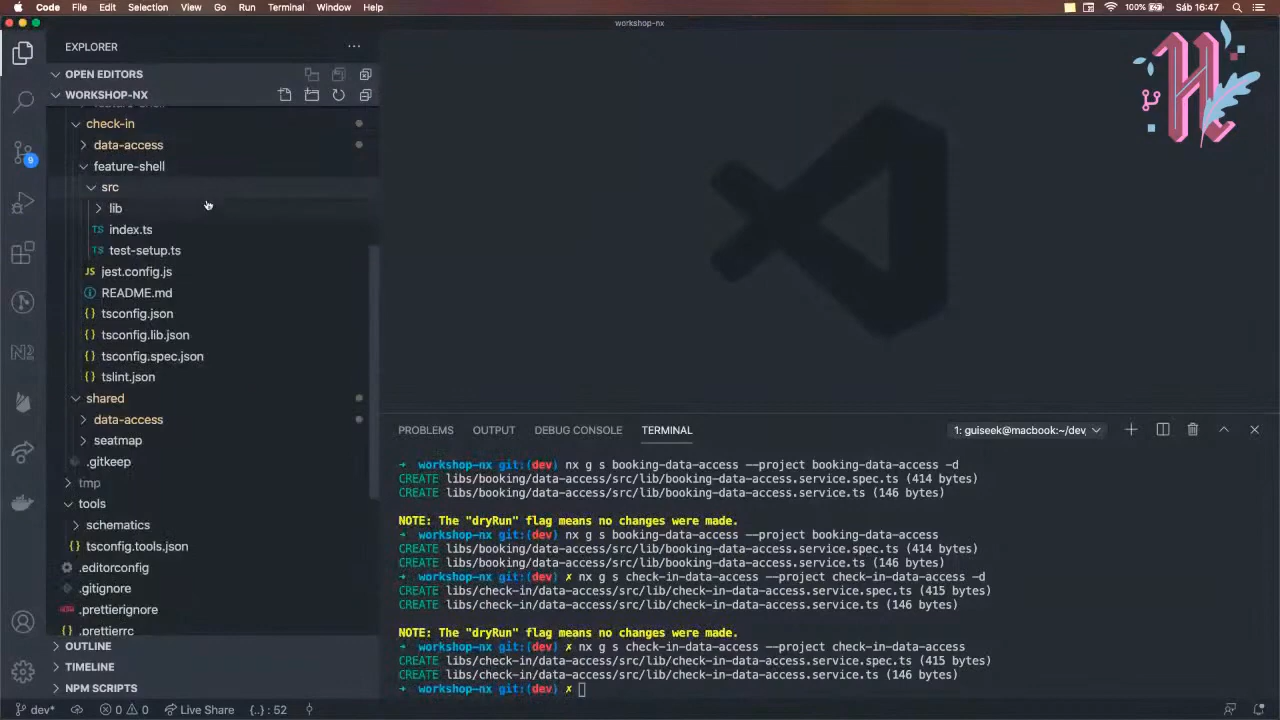 Code File Edit Selection View Go Run Terminal Window Help 100% Sáb 16:47
workshop-nx
EXPLORER
OPEN EDITORS
WORKSHOP-NX
feature-shell
check-in
data-access
feature-shell
src
lib
TS index.ts
TS test-setup.ts
JS jest.config.js
README.md
{} tsconfig.json
{} tsconfig.lib.json
{} tsconfig.spec.json
{} tslint.json
shared
data-access
seatmap
.gitkeep
tmp
tools
schematics
{} tsconfig.tools.json
.editorconfig
.gitignore
.prettierignore
{} .prettierrc
OUTLINE
TIMELINE
NPM SCRIPTS
9
PROBLEMS OUTPUT DEBUG CONSOLE TERMINAL 1: guiseek@macbook:~/dev
→ workshop-nx git:(dev) nx g s booking-data-access --project booking-data-access -d
CREATE libs/booking/data-access/src/lib/booking-data-access.service.spec.ts (414 bytes)
CREATE libs/booking/data-access/src/lib/booking-data-access.service.ts (146 bytes)
NOTE: The "dryRun" flag means no changes were made.
→ workshop-nx git:(dev) nx g s booking-data-access --project booking-data-access
CREATE libs/booking/data-access/src/lib/booking-data-access.service.spec.ts (414 bytes)
CREATE libs/booking/data-access/src/lib/booking-data-access.service.ts (146 bytes)
→ workshop-nx git:(dev) ✗ nx g s check-in-data-access --project check-in-data-access -d
CREATE libs/check-in/data-access/src/lib/check-in-data-access.service.spec.ts (415 bytes)
CREATE libs/check-in/data-access/src/lib/check-in-data-access.service.ts (146 bytes)
NOTE: The "dryRun" flag means no changes were made.
→ workshop-nx git:(dev) ✗ nx g s check-in-data-access --project check-in-data-access
CREATE libs/check-in/data-access/src/lib/check-in-data-access.service.spec.ts (415 bytes)
CREATE libs/check-in/data-access/src/lib/check-in-data-access.service.ts (146 bytes)
→ workshop-nx git:(dev) ✗
dev* 0 0 Live Share {..} : 52
H